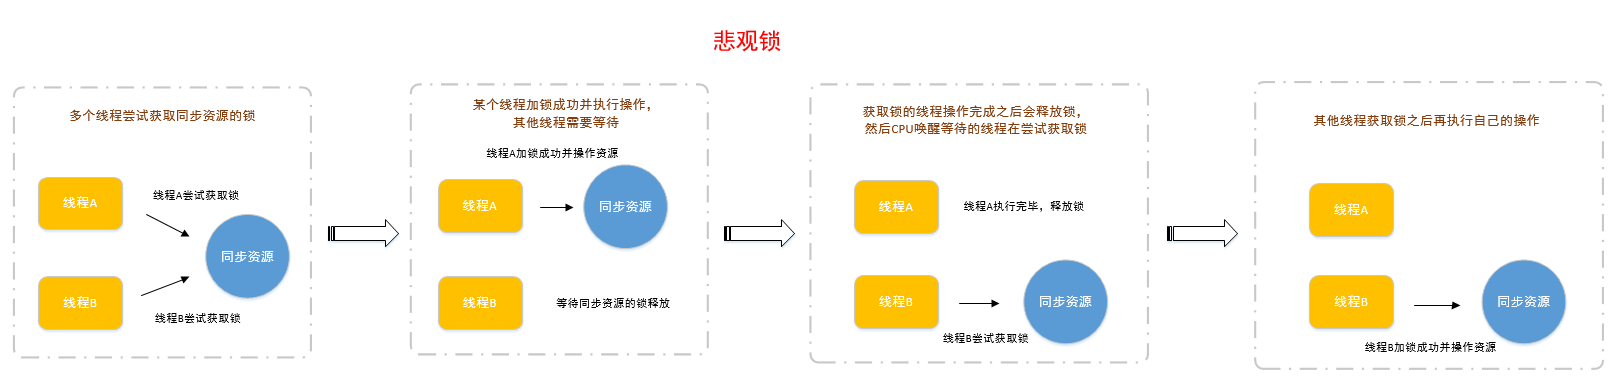 悲观锁
多个线程尝试获取同步资源的锁
线程A
线程A尝试获取锁
同步资源
线程B
线程B尝试获取锁
某个线程加锁成功并执行操作，
其他线程需要等待
线程A加锁成功并操作资源
线程A
同步资源
线程B
等待同步资源的锁释放
获取锁的线程操作完成之后会释放锁，
然后CPU唤醒等待的线程在尝试获取锁
线程A
线程A执行完毕，释放锁
线程B
同步资源
线程B尝试获取锁
其他线程获取锁之后再执行自己的操作
线程A
线程B
同步资源
线程B加锁成功并操作资源